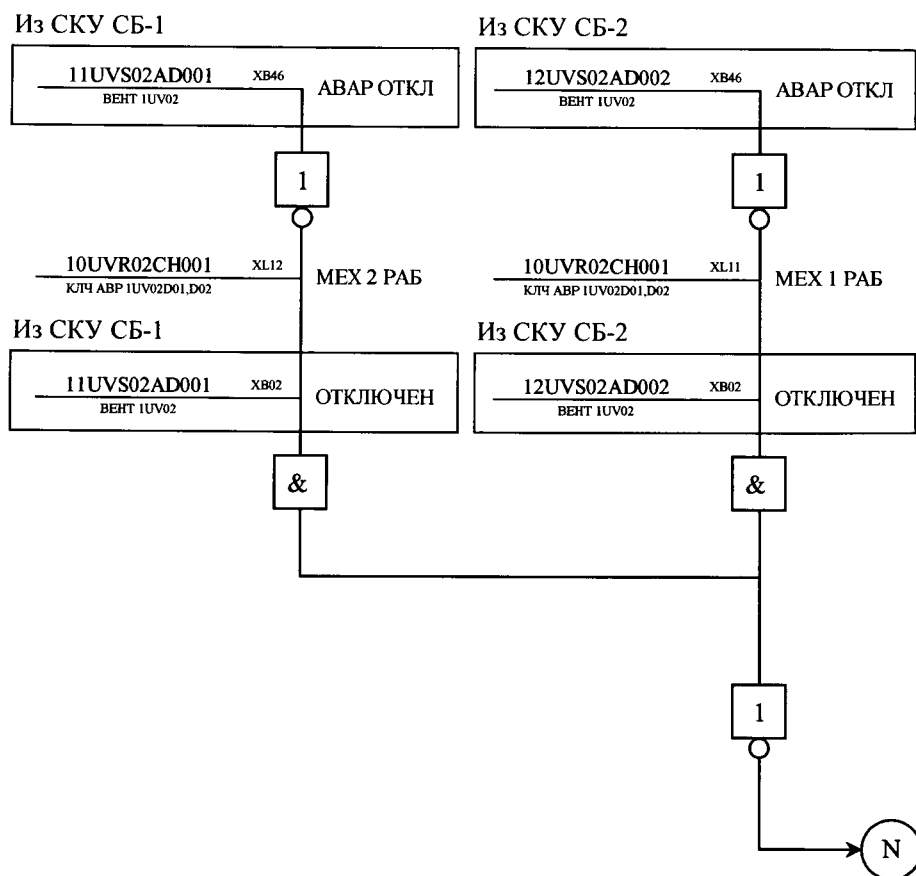 Из СКУ СБ-1
Из СКУ СБ-2
11UVS02AD001 XB46 АВАР ОТКЛ
ВЕНТ 1UV02
12UVS02AD002 XB46 АВАР ОТКЛ
ВЕНТ 1UV02
1
1
10UVR02CH001 XL12 МЕХ 2 РАБ
КЛЧ АВР 1UV02D01,D02
10UVR02CH001 XL11 МЕХ 1 РАБ
КЛЧ АВР 1UV02D01,D02
Из СКУ СБ-1
Из СКУ СБ-2
11UVS02AD001 XB02 ОТКЛЮЧЕН
ВЕНТ 1UV02
12UVS02AD002 XB02 ОТКЛЮЧЕН
ВЕНТ 1UV02
&
&
1
N